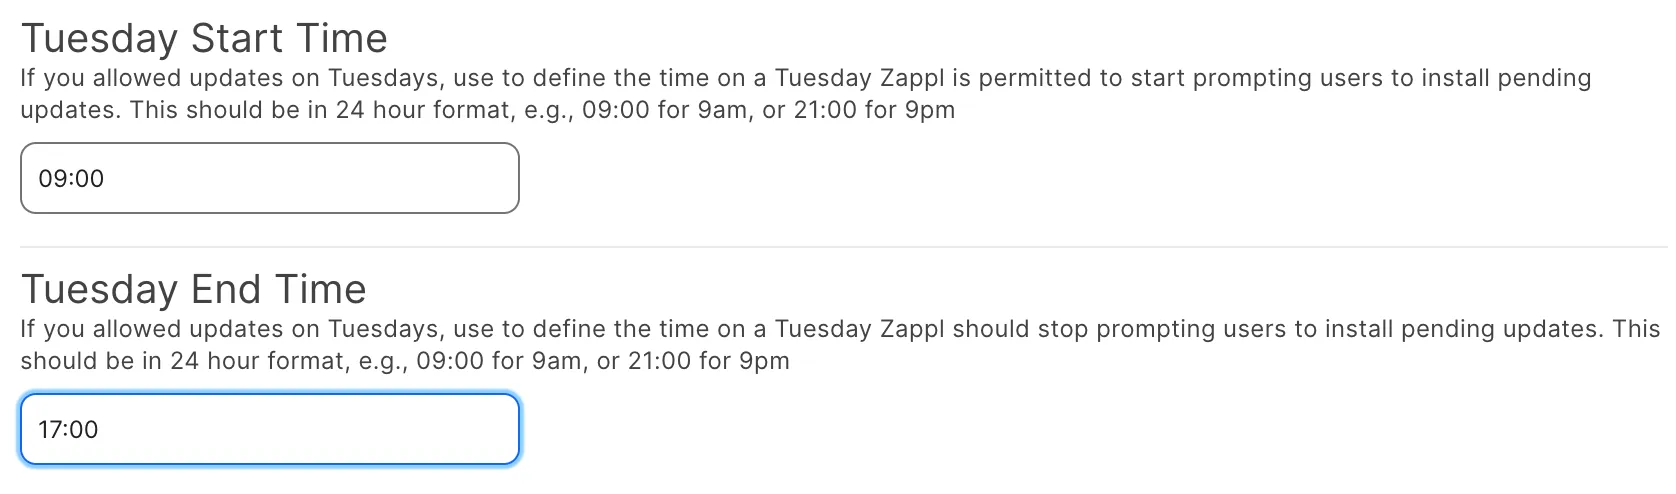 Tuesday Start Time
If you allowed updates on Tuesdays, use to define the time on a Tuesday Zappl is permitted to start prompting users to install pending
updates. This should be in 24 hour format, e.g., 09:00 for 9am, or 21:00 for 9pm
09:00
Tuesday End Time
If you allowed updates on Tuesdays, use to define the time on a Tuesday Zappl should stop prompting users to install pending updates. This
should be in 24 hour format, e.g., 09:00 for 9am, or 21:00 for 9pm
17:00